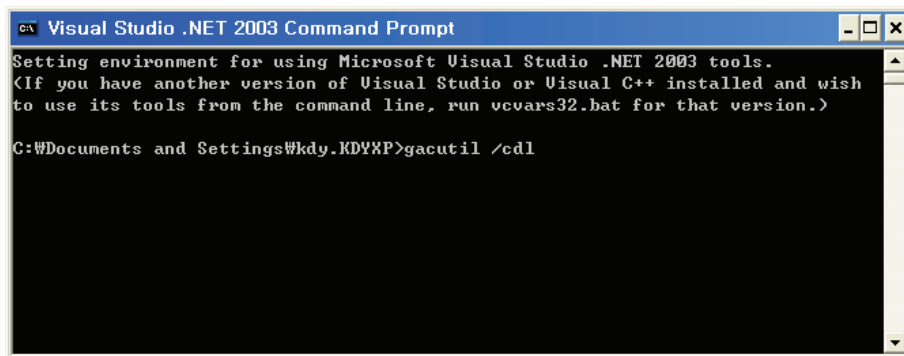 Visual Studio .NET 2003 Command Prompt
Setting environment for using Microsoft Visual Studio .NET 2003 tools.
(If you have another version of Visual Studio or Visual C++ installed and wish
to use its tools from the command line, run vcvars32.bat for that version.)
C:₩Documents and Settings₩kdy.KDYXP>gacutil /cdl